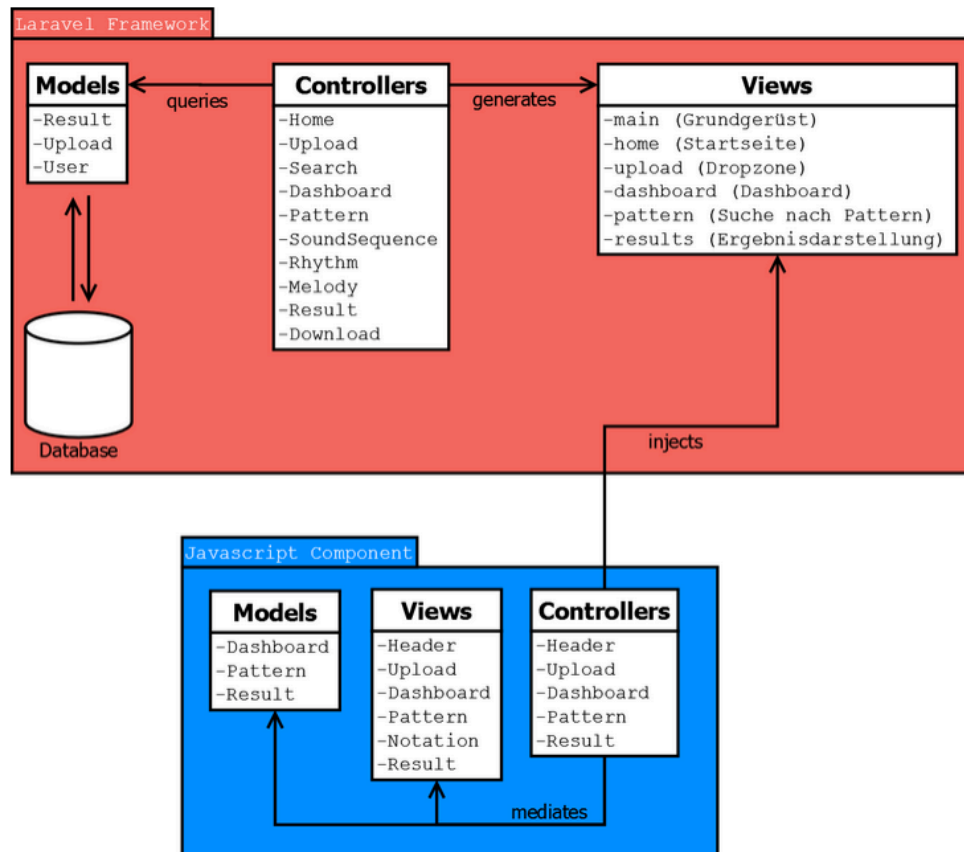 Laravel Framework
Models
-Result
-Upload
-User
queries
Controllers
-Home
-Upload
-Search
-Dashboard
-Pattern
-SoundSequence
-Rhythm
-Melody
-Result
-Download
generates
Views
-main (Grundgerüst)
-home (Startseite)
-upload (Dropzone)
-dashboard (Dashboard)
-pattern (Suche nach Pattern)
-results (Ergebnisdarstellung)
Database
injects
Javascript Component
Models
-Dashboard
-Pattern
-Result
Views
-Header
-Upload
-Dashboard
-Pattern
-Notation
-Result
Controllers
-Header
-Upload
-Dashboard
-Pattern
-Result
mediates